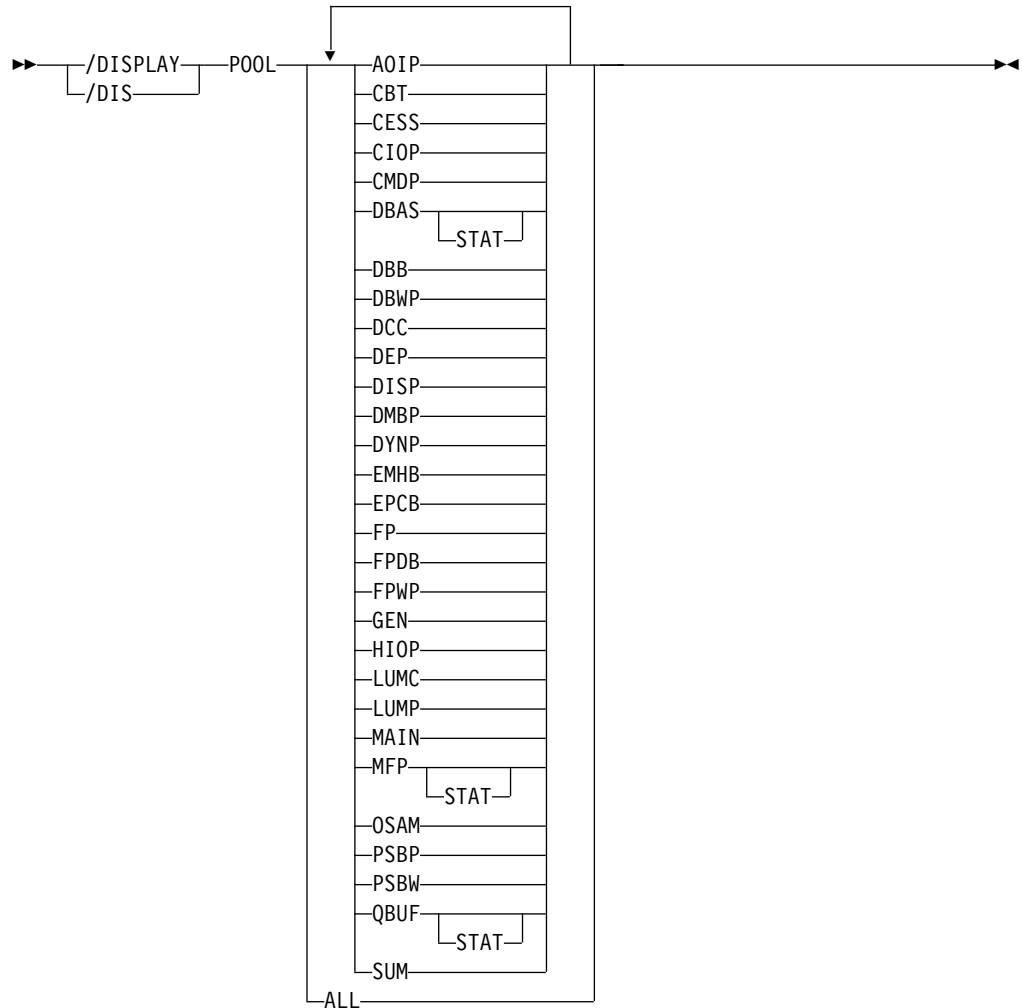 /DISPLAY POOL AOIP
/DIS CBT
CESS
CIOP
CMDP
DBAS
STAT
DBB
DBWP
DCC
DEP
DISP
DMBP
DYNP
EMHB
EPCB
FP
FPDB
FPWP
GEN
HIOP
LUMC
LUMP
MAIN
MFP
STAT
OSAM
PSBP
PSBW
QBUF
STAT
SUM
ALL